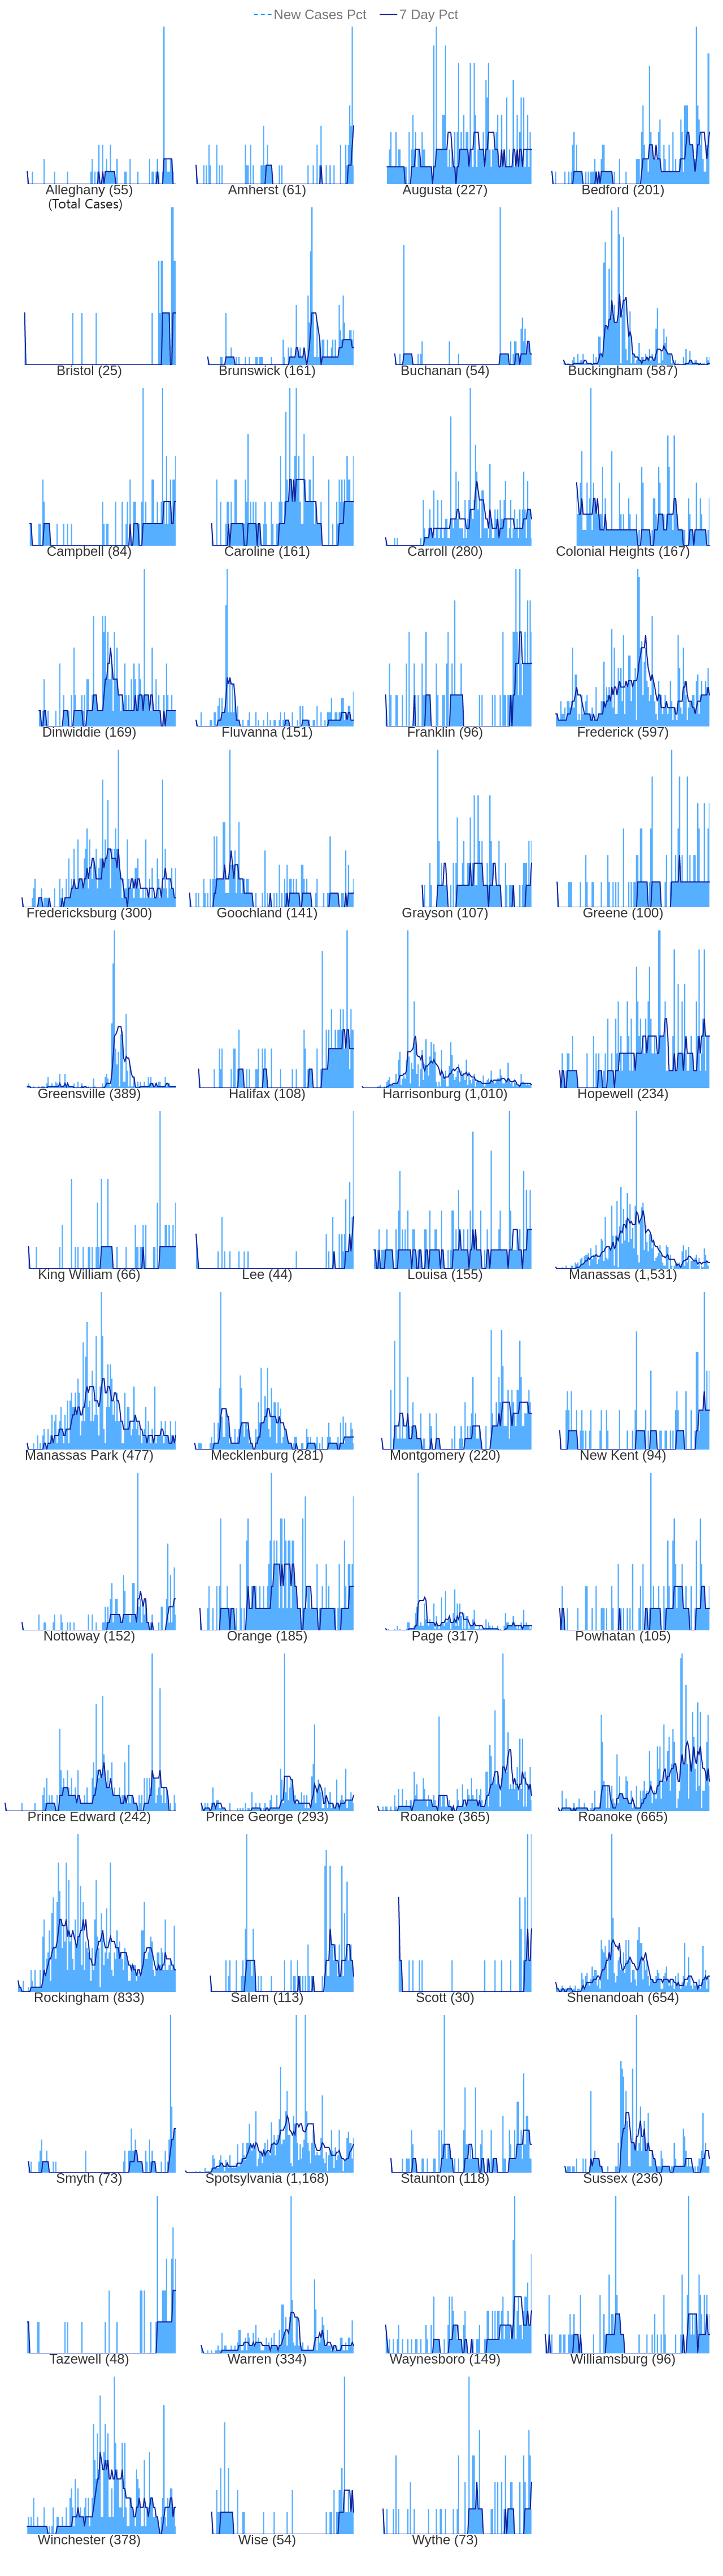 New Cases Pct 7 Day Pct
Alleghany (55) Amherst (61) Augusta (227) Bedford (201)
(Total Cases)
Bristol (25) Brunswick (161) Buchanan (54) Buckingham (587)
Campbell (84) Caroline (161) Carroll (280) Colonial Heights (167)
Dinwiddie (169) Fluvanna (151) Franklin (96) Frederick (597)
Fredericksburg (300) Goochland (141) Grayson (107) Greene (100)
Greensville (389) Halifax (108) Harrisonburg (1,010) Hopewell (234)
King William (66) Lee (44) Louisa (155) Manassas (1,531)
Manassas Park (477) Mecklenburg (281) Montgomery (220) New Kent (94)
Nottoway (152) Orange (185) Page (317) Powhatan (105)
Prince Edward (242) Prince George (293) Roanoke (365) Roanoke (665)
Rockingham (833) Salem (113) Scott (30) Shenandoah (654)
Smyth (73) Spotsylvania (1,168) Staunton (118) Sussex (236)
Tazewell (48) Warren (334) Waynesboro (149) Williamsburg (96)
Winchester (378) Wise (54) Wythe (73)